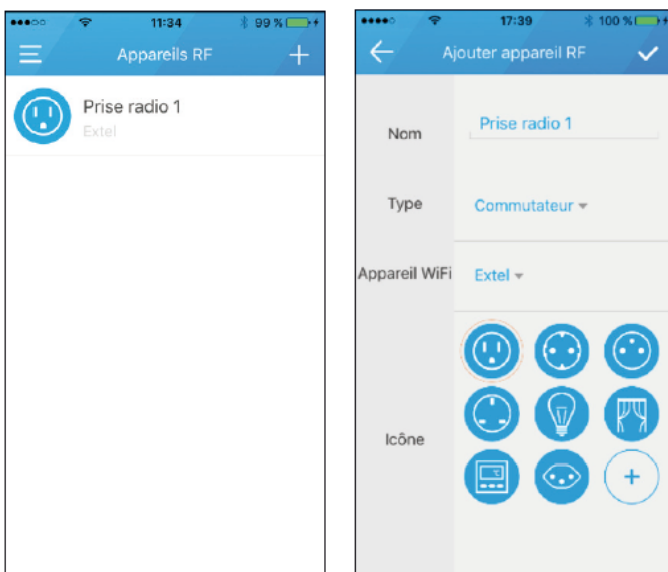 11:34
99 %
Appareils RF
Prise radio 1
Extel
17:39
100 %
Ajouter appareil RF
Nom
Prise radio 1
Type
Commutateur
Appareil WiFi
Extel
Icône